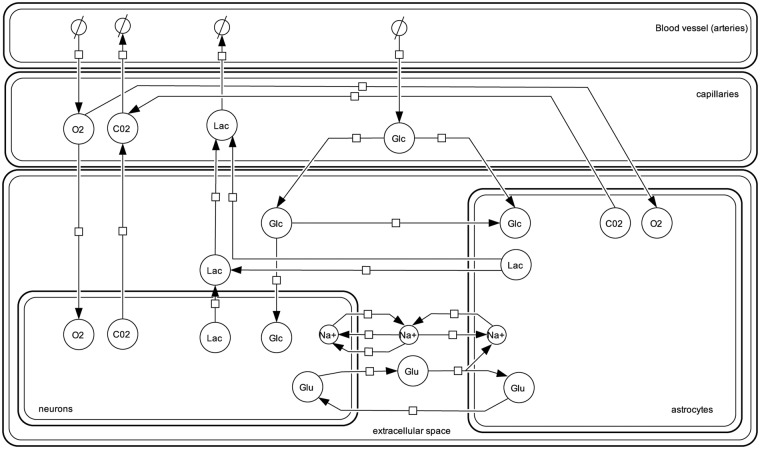 Blood vessel (arteries)
capillaries
O2
C02
Lac
Glc
Glc
Glc
C02
O2
Lac
Lac
O2
C02
Lac
Glc
Na+
Na+
Na+
Glu
Glu
Glu
neurons
astrocytes
extracellular space